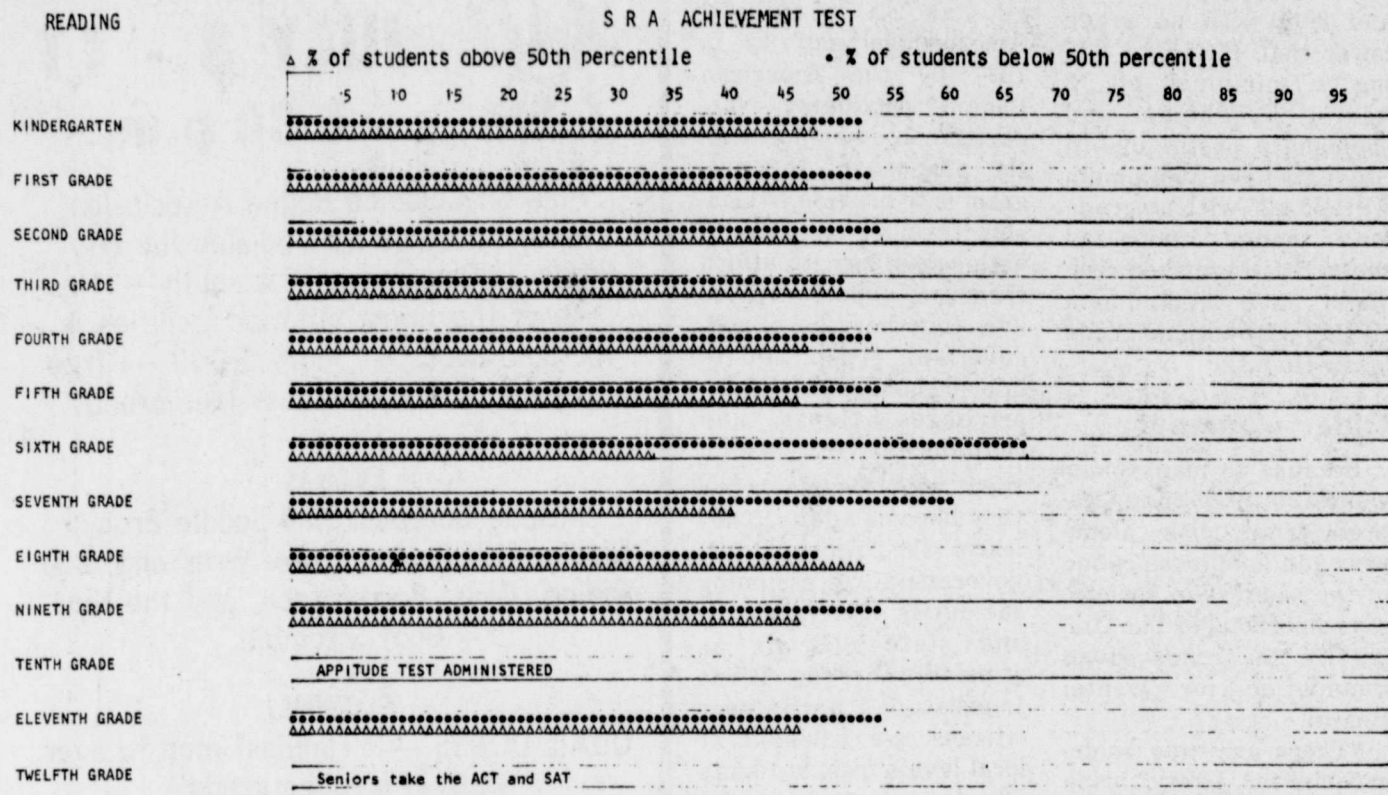 READING
S R A ACHIEVEMENT TEST
△ % of students above 50th percentile • % of students below 50th percentile
5 10 15 20 25 30 35 40 45 50 55 60 65 70 75 80 85 90 95
KINDERGARTEN
FIRST GRADE
SECOND GRADE
THIRD GRADE
FOURTH GRADE
FIFTH GRADE
SIXTH GRADE
SEVENTH GRADE
EIGHTH GRADE
NINETH GRADE
TENTH GRADE APPITUDE TEST ADMINISTERED
ELEVENTH GRADE
TWELFTH GRADE Seniors take the ACT and SAT